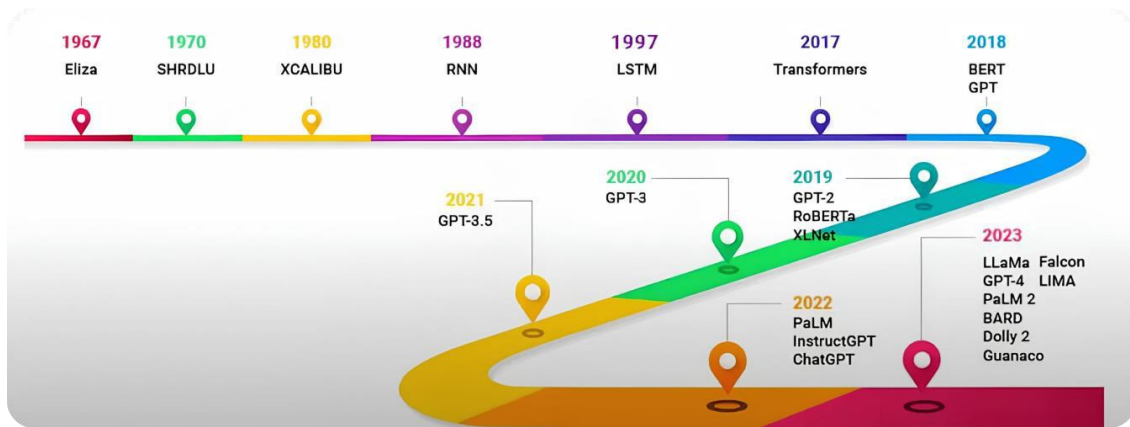 1967
Eliza
1970
SHRDLU
1980
XCALIBU
1988
RNN
1997
LSTM
2017
Transformers
2018
BERT
GPT
2019
GPT-2
RoBERTa
XLNet
2020
GPT-3
2021
GPT-3.5
2022
PaLM
InstructGPT
ChatGPT
2023
LLaMa Falcon
GPT-4 LIMA
PaLM 2
BARD
Dolly 2
Guanaco